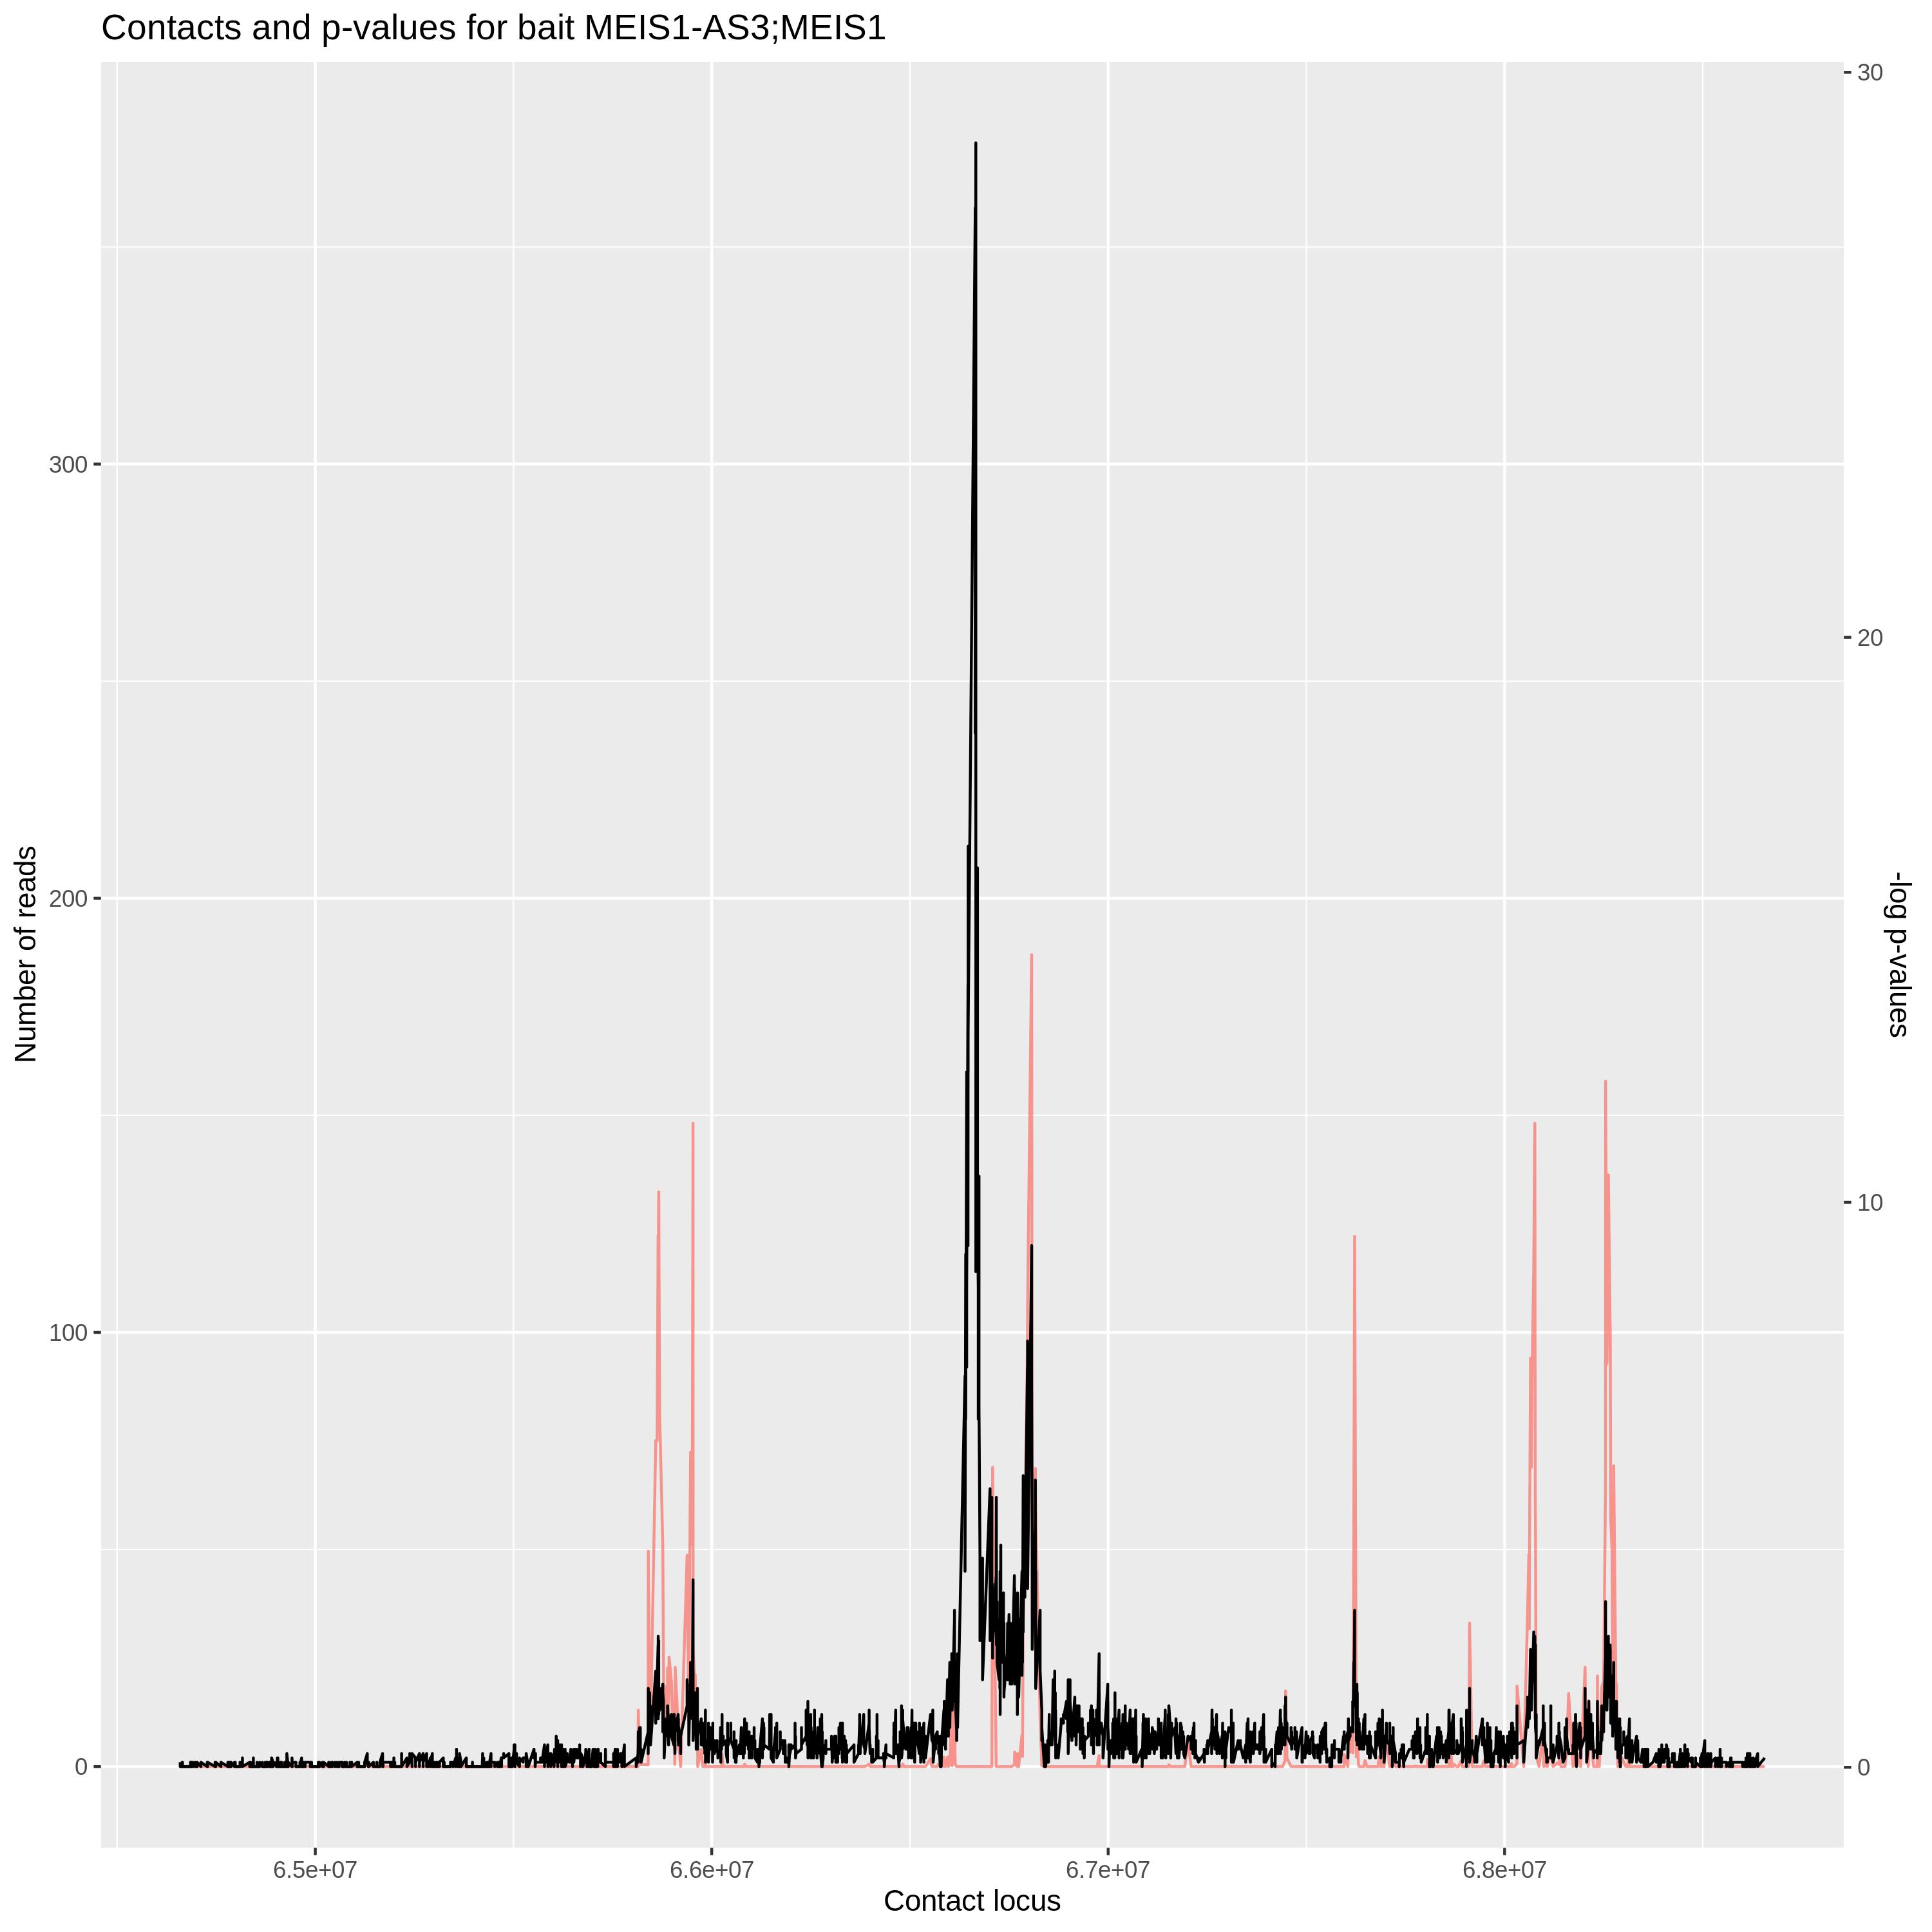 Contacts and p-values for bait MEIS1-AS3;MEIS1
Number of reads
300
200
100
0
30
20
10
0
-log p-values
6.5e+07
6.6e+07
6.7e+07
6.8e+07
Contact locus